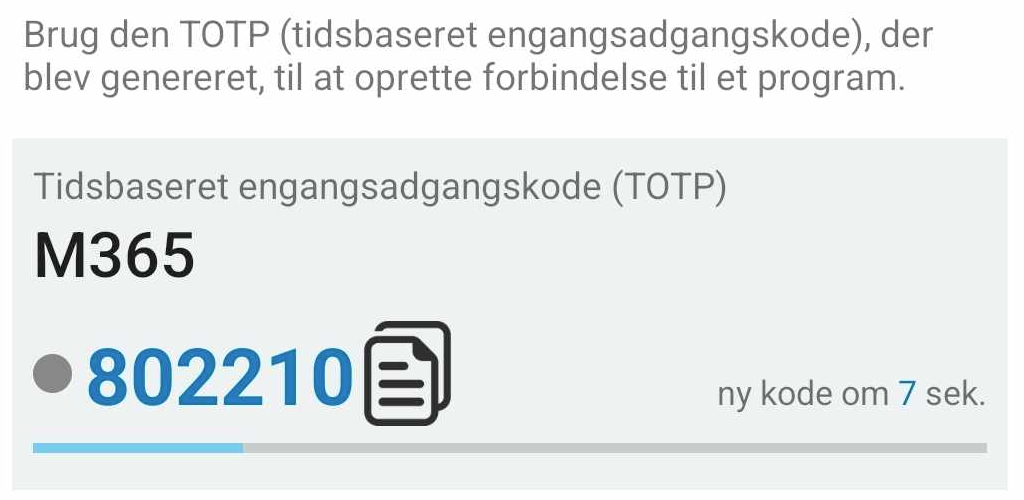 Brug den TOTP (tidsbaseret engangsadgangskode), der
blev genereret, til at oprette forbindelse til et program.
Tidsbaseret engangsadgangskode (TOTP)
M365
802210
ny kode om 7 sek.